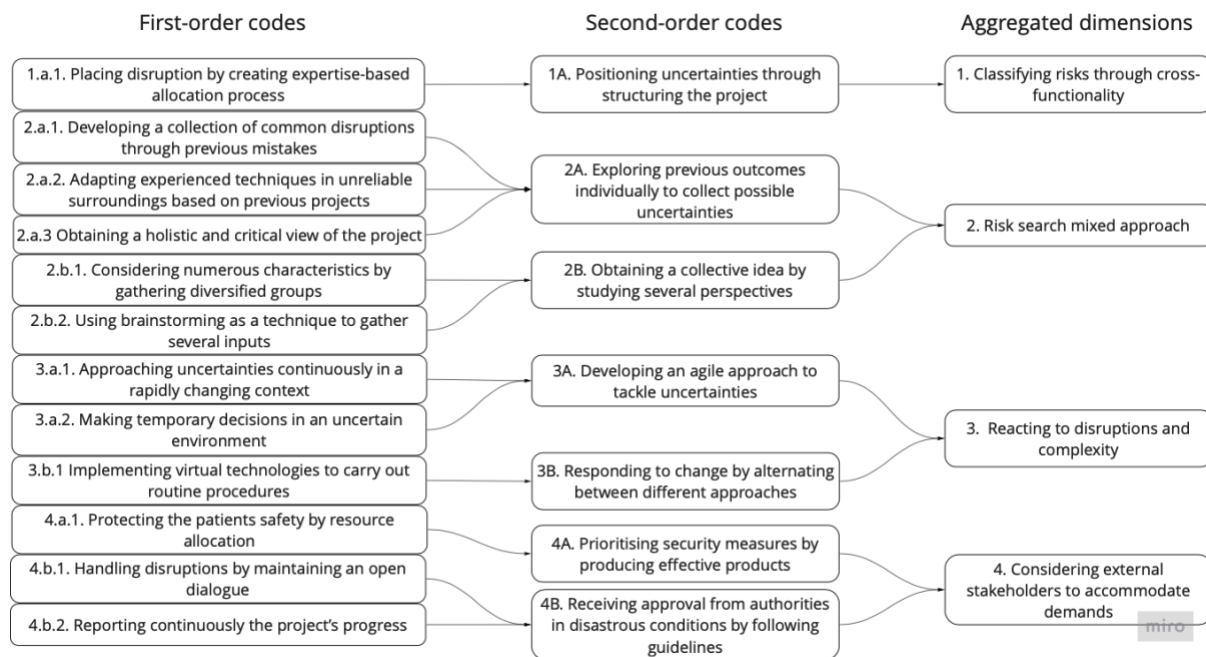 First-order codes
Second-order codes
Aggregated dimensions
1.a.1. Placing disruption by creating expertise-based
allocation process
1A. Positioning uncertainties through
structuring the project
1. Classifying risks through cross-
functionality
2.a.1. Developing a collection of common disruptions
through previous mistakes
2.a.2. Adapting experienced techniques in unreliable
surroundings based on previous projects
2.a.3 Obtaining a holistic and critical view of the project
2A. Exploring previous outcomes
individually to collect possible
uncertainties
2. Risk search mixed approach
2.b.1. Considering numerous characteristics by
gathering diversified groups
2.b.2. Using brainstorming as a technique to gather
several inputs
2B. Obtaining a collective idea by
studying several perspectives
3.a.1. Approaching uncertainties continuously in a
rapidly changing context
3.a.2. Making temporary decisions in an uncertain
environment
3A. Developing an agile approach to
tackle uncertainties
3. Reacting to disruptions and
complexity
3.b.1 Implementing virtual technologies to carry out
routine procedures
3B. Responding to change by alternating
between different approaches
4.a.1. Protecting the patients safety by resource
allocation
4A. Prioritising security measures by
producing effective products
4. Considering external
stakeholders to accommodate
demands
4.b.1. Handling disruptions by maintaining an open
dialogue
4.b.2. Reporting continuously the project's progress
4B. Receiving approval from authorities
in disastrous conditions by following
guidelines
miro